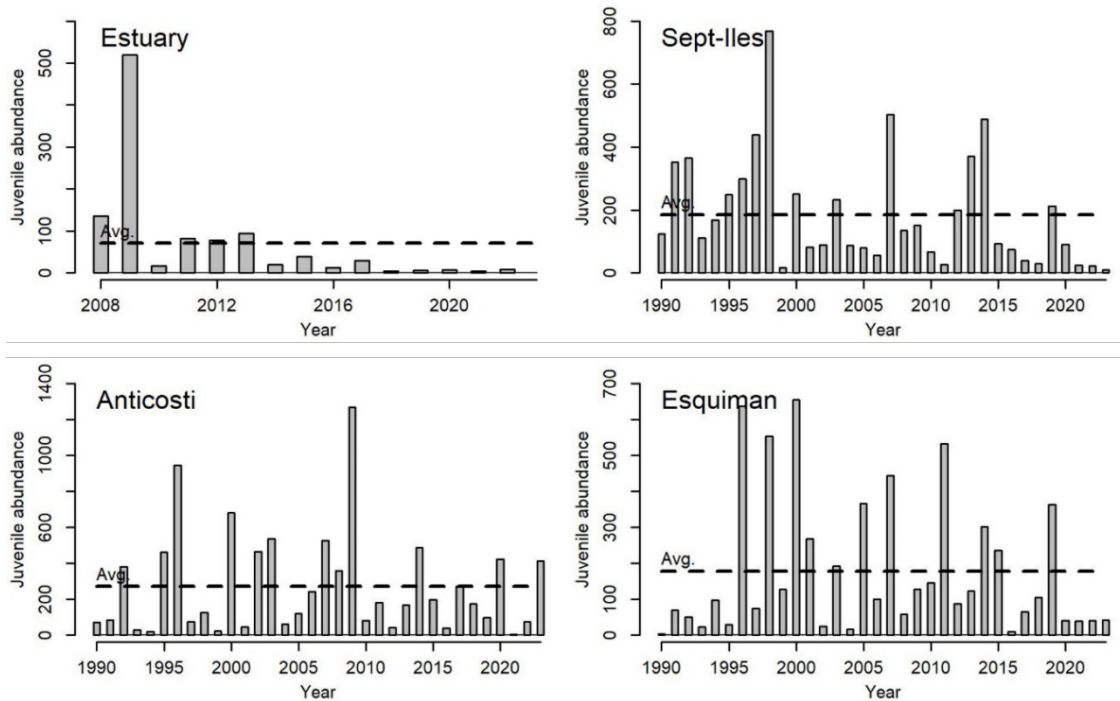 Estuary
Juvenile abundance
500
300
100
0
Avg.
2008
2012
2016
2020
Year
Sept-Iles
Juvenile abundance
800
600
400
200
0
Avg.
1990
1995
2000
2005
2010
2015
2020
Year
Anticosti
Juvenile abundance
1400
1000
600
200
0
Avg.
1990
1995
2000
2005
2010
2015
2020
Year
Esquiman
Juvenile abundance
700
500
300
100
0
Avg.
1990
1995
2000
2005
2010
2015
2020
Year